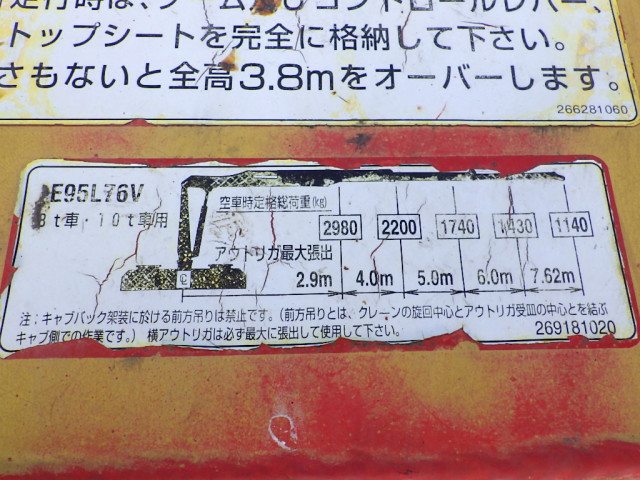 走行時は、ブーム及びコントロールレバー、
トップシートを完全に格納して下さい。
さもないと全高3.8mをオーバーします。
266281060
E95L76V
8t車・10t車専用
空車時定格総荷重(kg)
2980 2200 1740 1430 1140
アウトリガ最大張出
2.9m 4.0m 5.0m 6.0m 7.62m
注:キャブバック架装に於ける前方吊りは禁止です。(前方吊りとは、クレーンの旋回中心とアウトリガ受皿の中心とを結ぶ
キャブ側での作業です。) 横アウトリガは必ず最大に張出して使用して下さい。
269181020